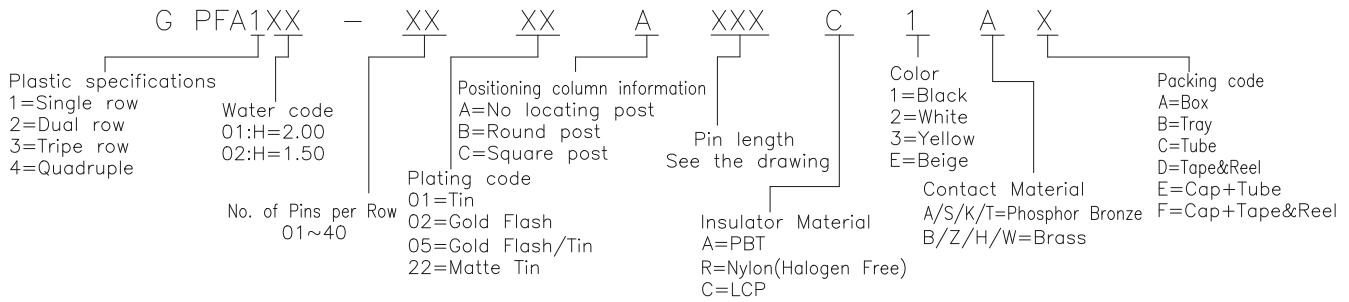 G PFA1XX - XX XX A XXX C 1 A X
Plastic specifications
1=Single row
2=Dual row
3=Tripe row
4=Quadruple
Water code
01:H=2.00
02:H=1.50
No. of Pins per Row
01~40
Plating code
01=Tin
02=Gold Flash
05=Gold Flash/Tin
22=Matte Tin
Positioning column information
A=No locating post
B=Round post
C=Square post
Pin length
See the drawing
Insulator Material
A=PBT
R=Nylon(Halogen Free)
C=LCP
Color
1=Black
2=White
3=Yellow
E=Beige
Contact Material
A/S/K/T=Phosphor Bronze
B/Z/H/W=Brass
Packing code
A=Box
B=Tray
C=Tube
D=Tape&Reel
E=Cap+Tube
F=Cap+Tape&Reel